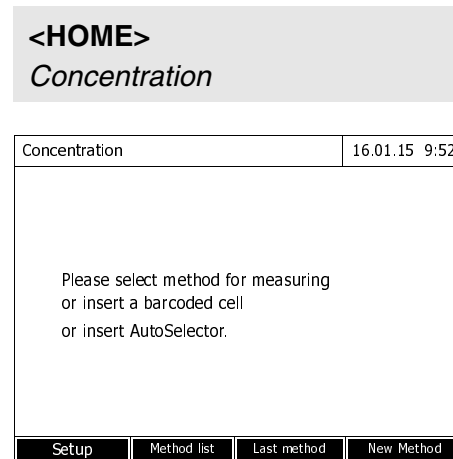 <HOME>
Concentration
Concentration 16.01.15 9:52
Please select method for measuring
or insert a barcoded cell
or insert AutoSelector.
Setup Method list Last method New Method